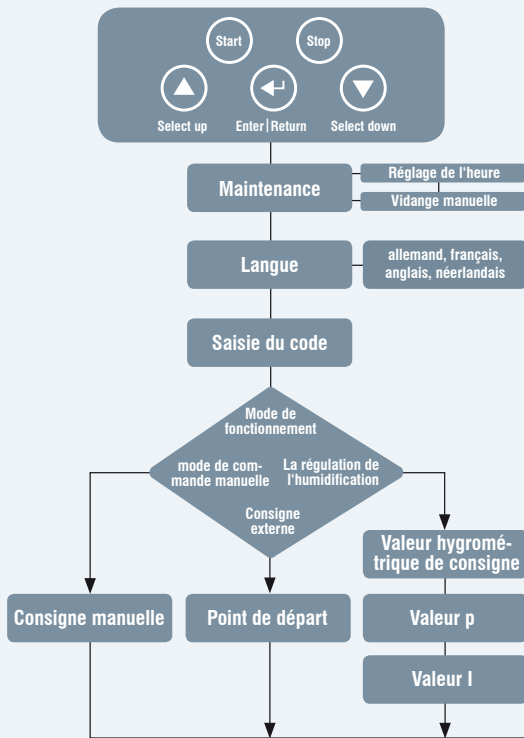 Start
Stop
Select up
Enter|Return
Select down
Maintenance
Réglage de l'heure
Vidange manuelle
Langue
allemand, français,
anglais, néerlandais
Saisie du code
Mode de
fonctionnement
mode de com-
mande manuelle
La régulation de
l'humidification
Consigne
externe
Consigne manuelle
Point de départ
Valeur hygromé-
trique de consigne
Valeur p
Valeur I